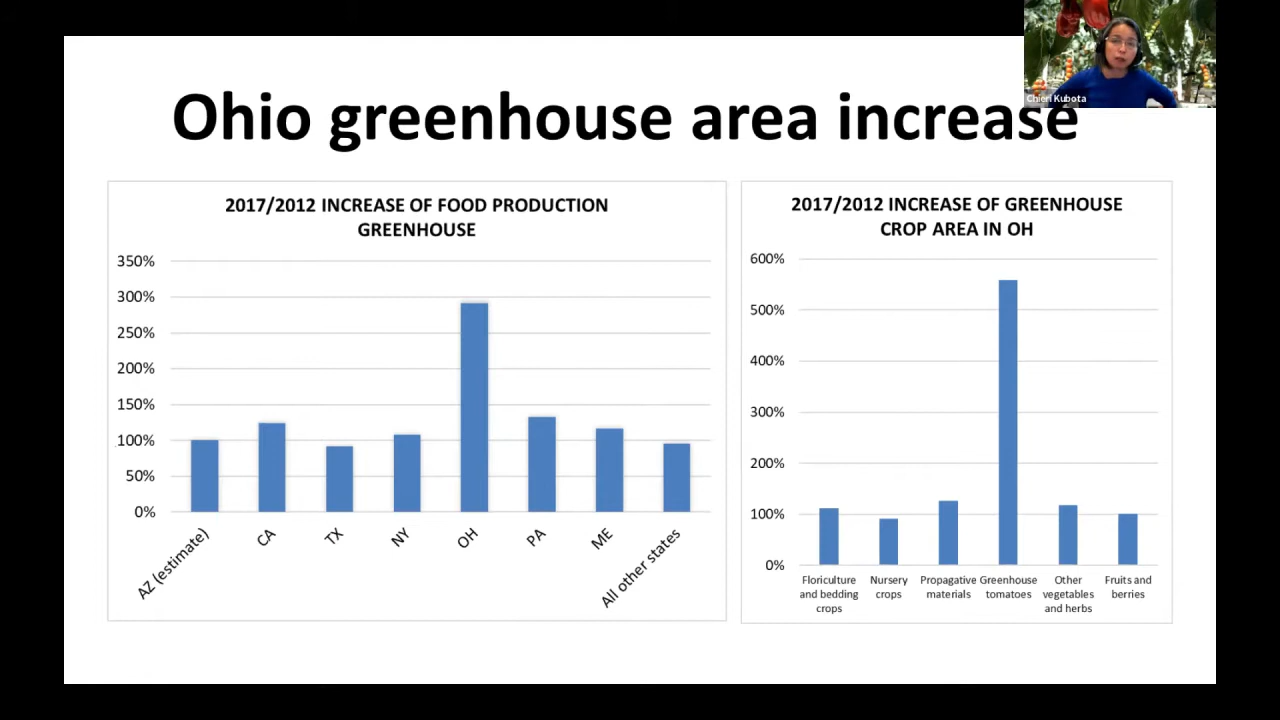 Chieri Kubota
Ohio greenhouse area increase
2017/2012 INCREASE OF FOOD PRODUCTION
GREENHOUSE
350%
300%
250%
200%
150%
100%
50%
0%
AZ (estimate)
CA
TX
NY
OH
PA
ME
All other states
2017/2012 INCREASE OF GREENHOUSE
CROP AREA IN OH
600%
500%
400%
300%
200%
100%
0%
Floriculture
and bedding
crops
Nursery
crops
Propagative
materials
Greenhouse
tomatoes
Other
vegetables
and herbs
Fruits and
berries